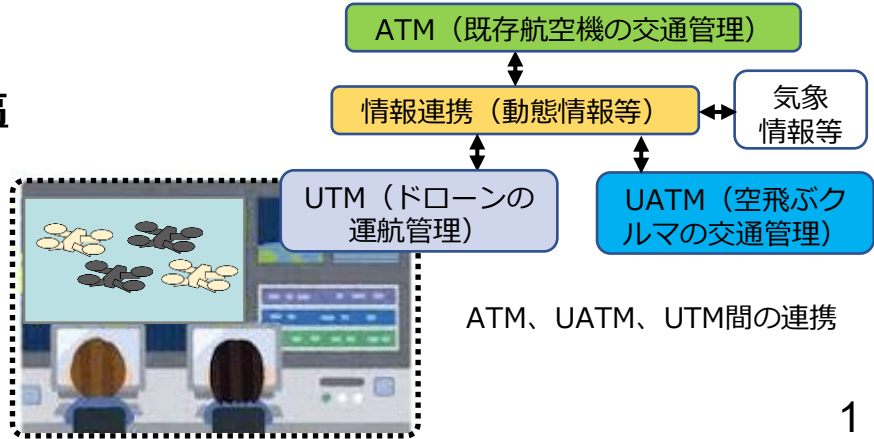 ATM（既存航空機の交通管理）
情報連携（動態情報等）
気象
情報等
UTM（ドローンの
運航管理）
UATM（空飛ぶク
ルマの交通管理）
ATM、UATM、UTM間の連携
1